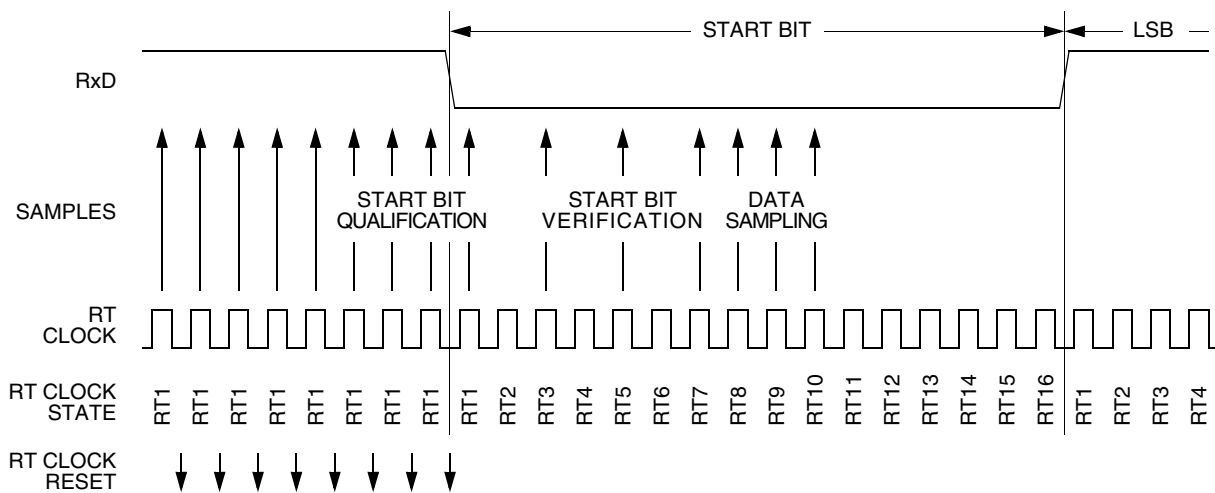 START BIT
LSB
RxD
SAMPLES
START BIT
QUALIFICATION
START BIT
VERIFICATION
DATA
SAMPLING
RT
CLOCK
RT CLOCK
STATE
RT1 RT1 RT1 RT1 RT1 RT1 RT1 RT1 RT1 RT2 RT3 RT4 RT5 RT6 RT7 RT8 RT9 RT10 RT11 RT12 RT13 RT14 RT15 RT16 RT1 RT2 RT3 RT4
RT CLOCK
RESET